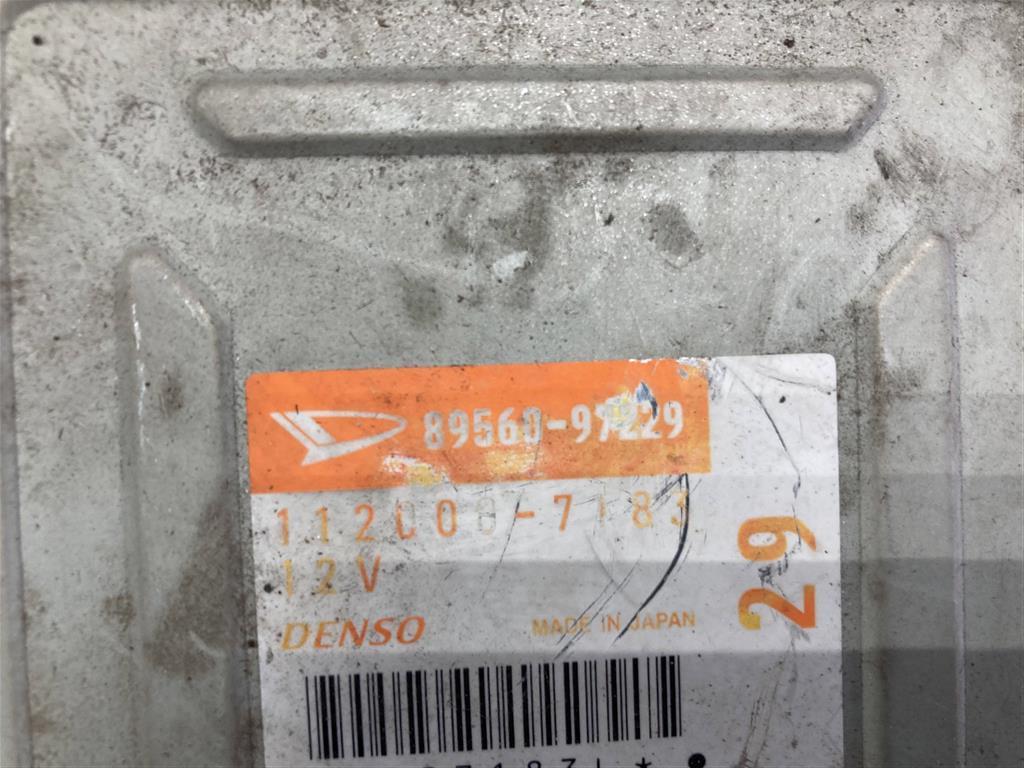 89560-97229
112000-7183
12V
DENSO
MADE IN JAPAN
29